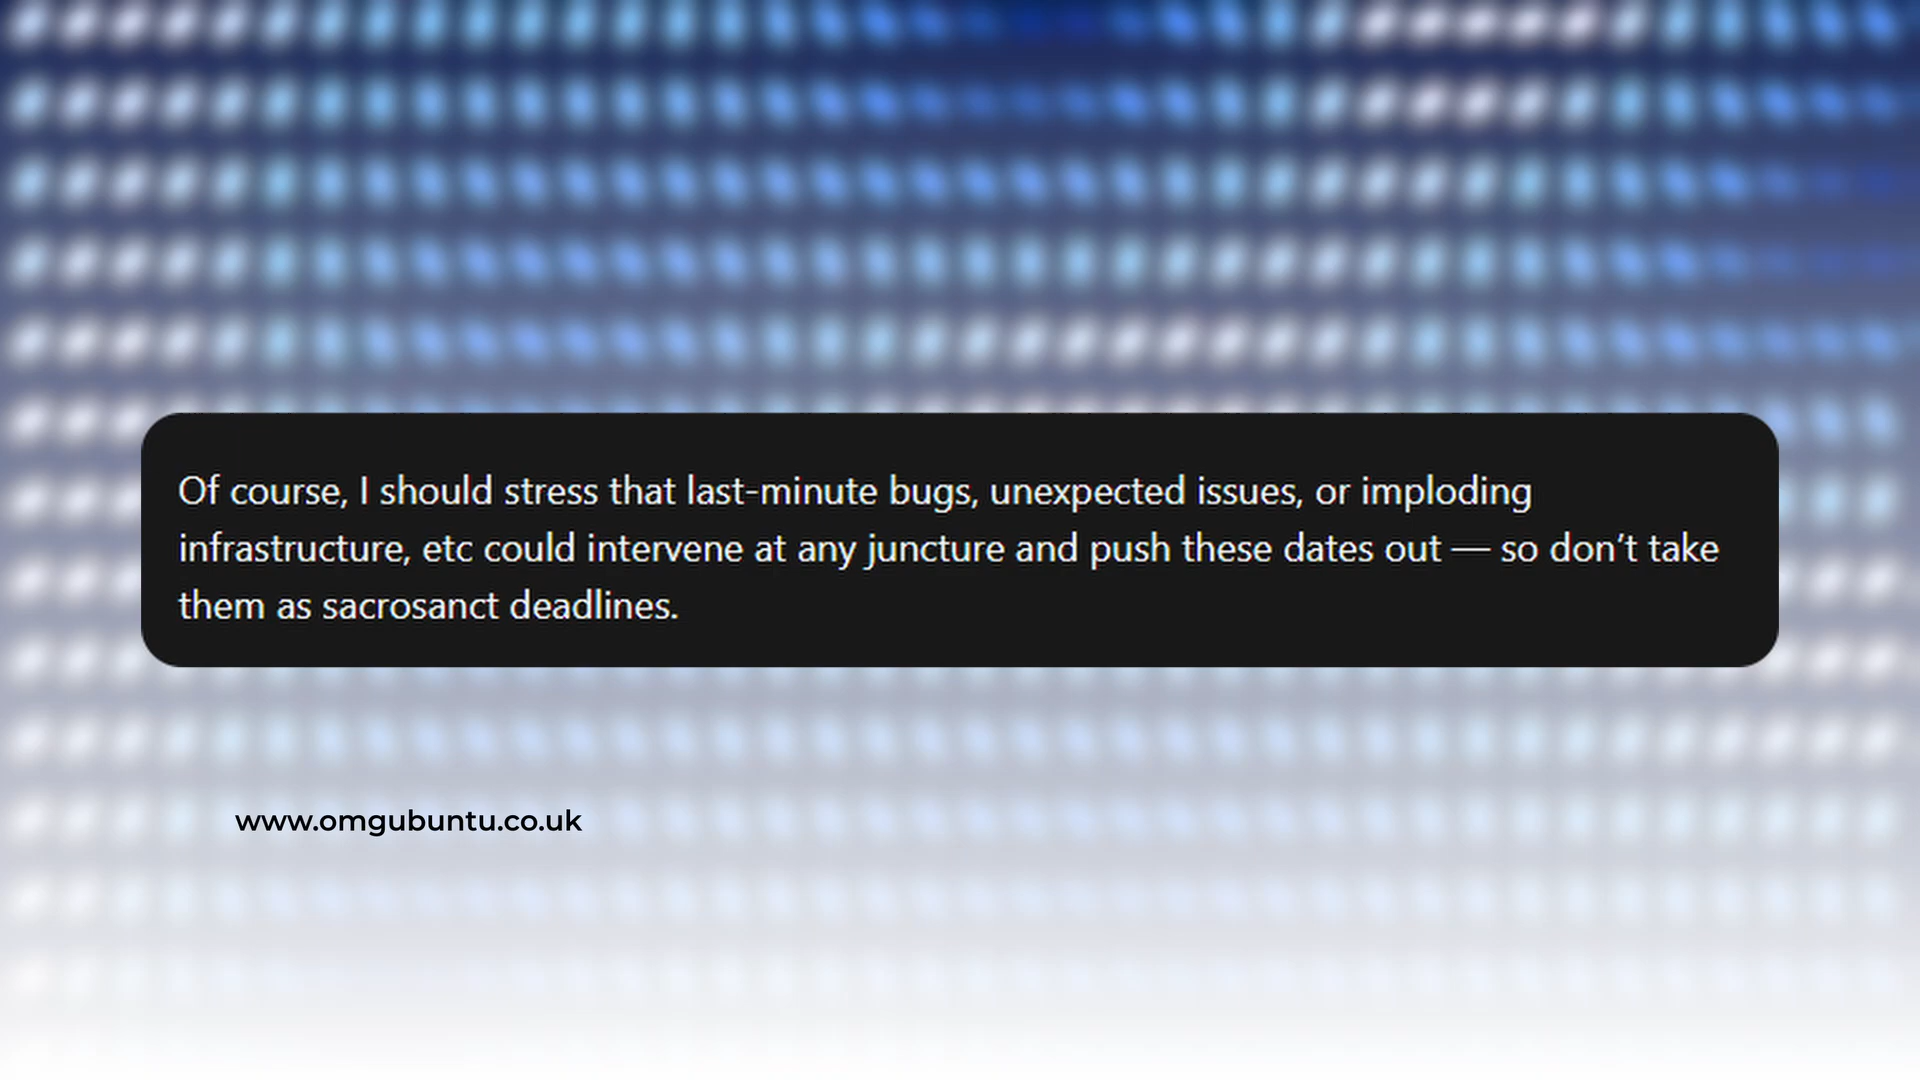 Of course, I should stress that last-minute bugs, unexpected issues, or imploding
infrastructure, etc could intervene at any juncture and push these dates out — so don’t take
them as sacrosanct deadlines.
www.omgubuntu.co.uk